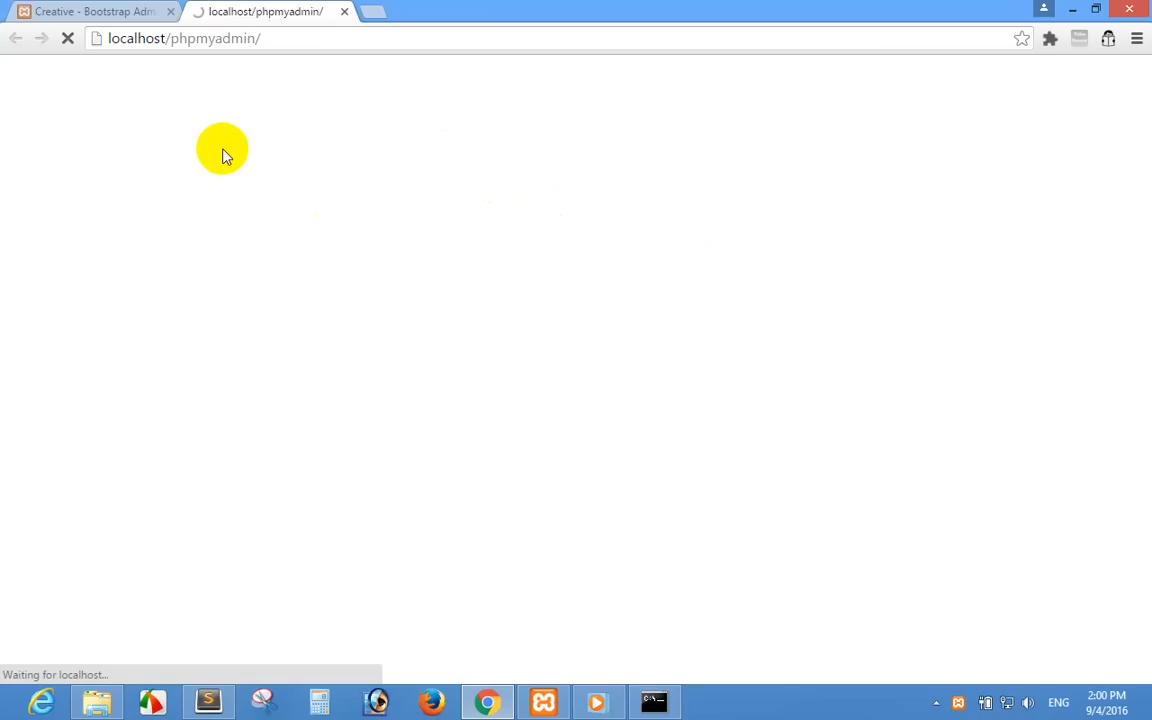 Creative - Bootstrap Adm
localhost/phpmyadmin/
localhost/phpmyadmin/
Waiting for localhost...
ENG
2:00 PM
9/4/2016